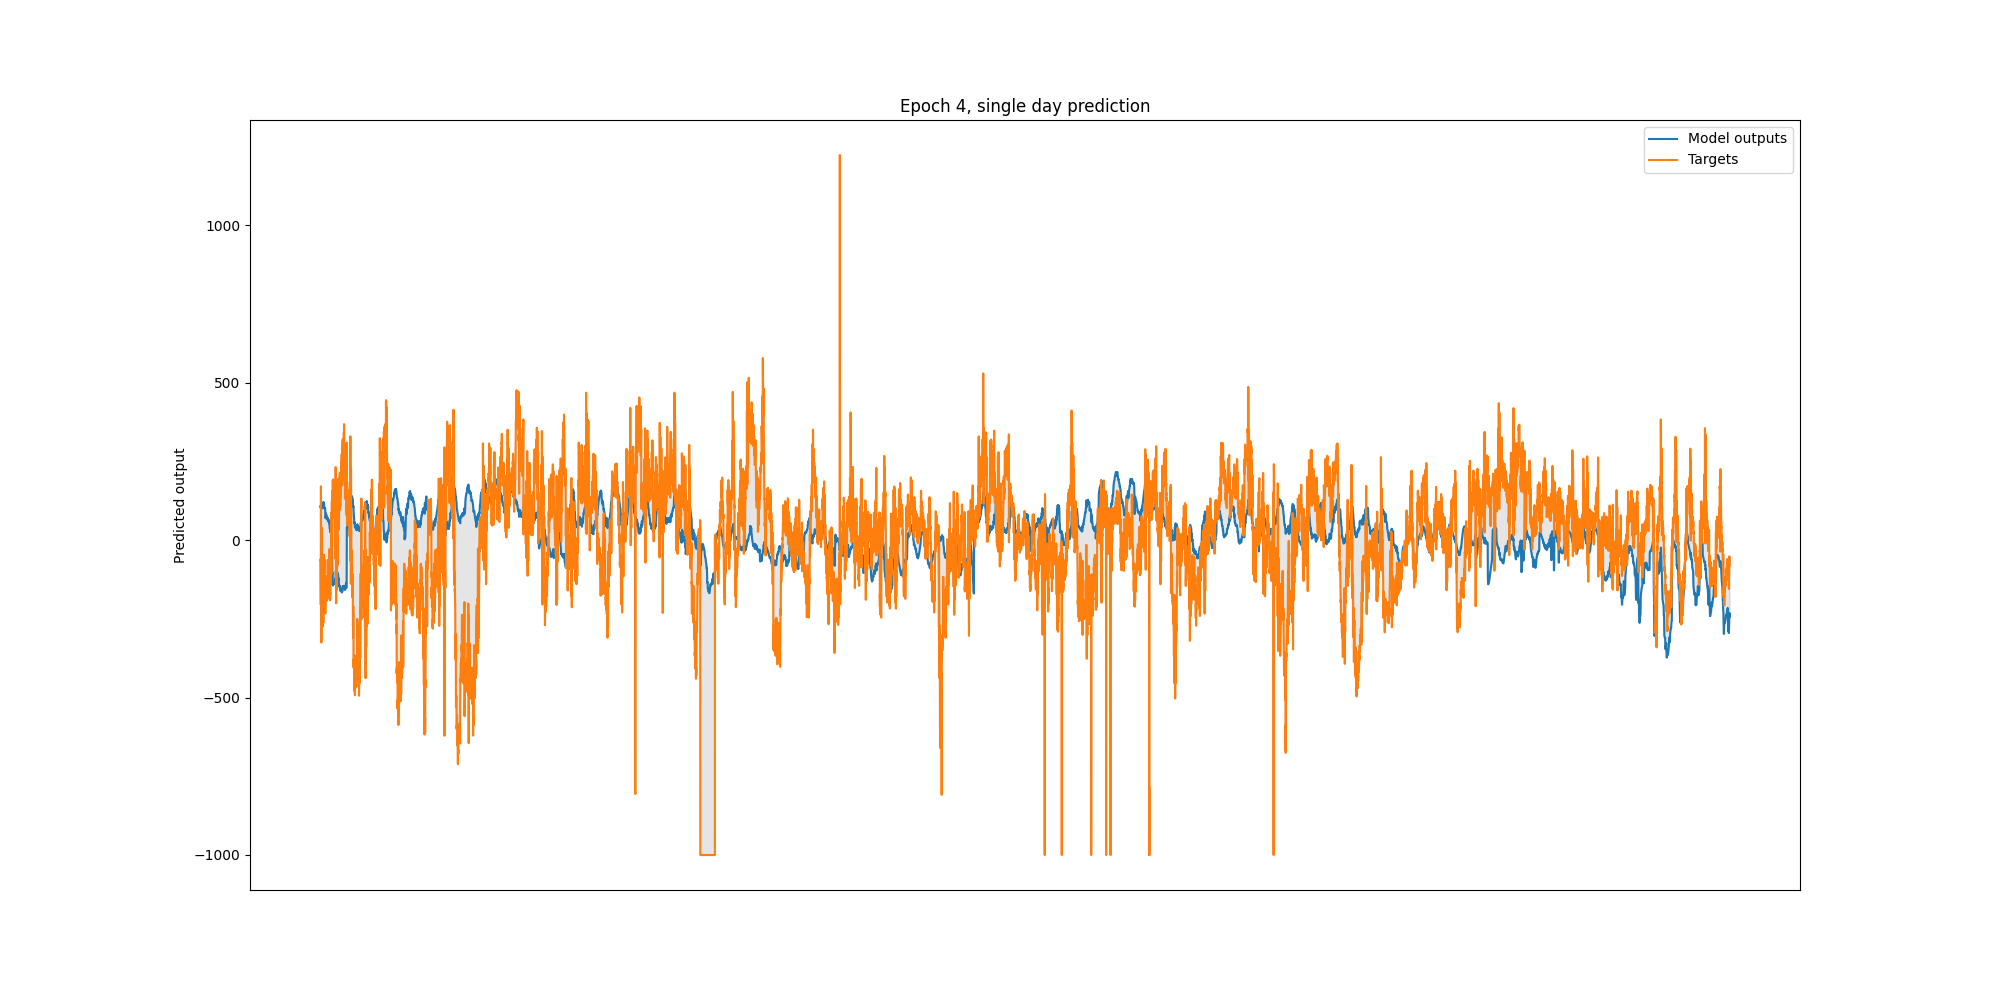 Epoch 4, single day prediction
Model outputs
Targets
Predicted output
1000
500
0
−500
−1000